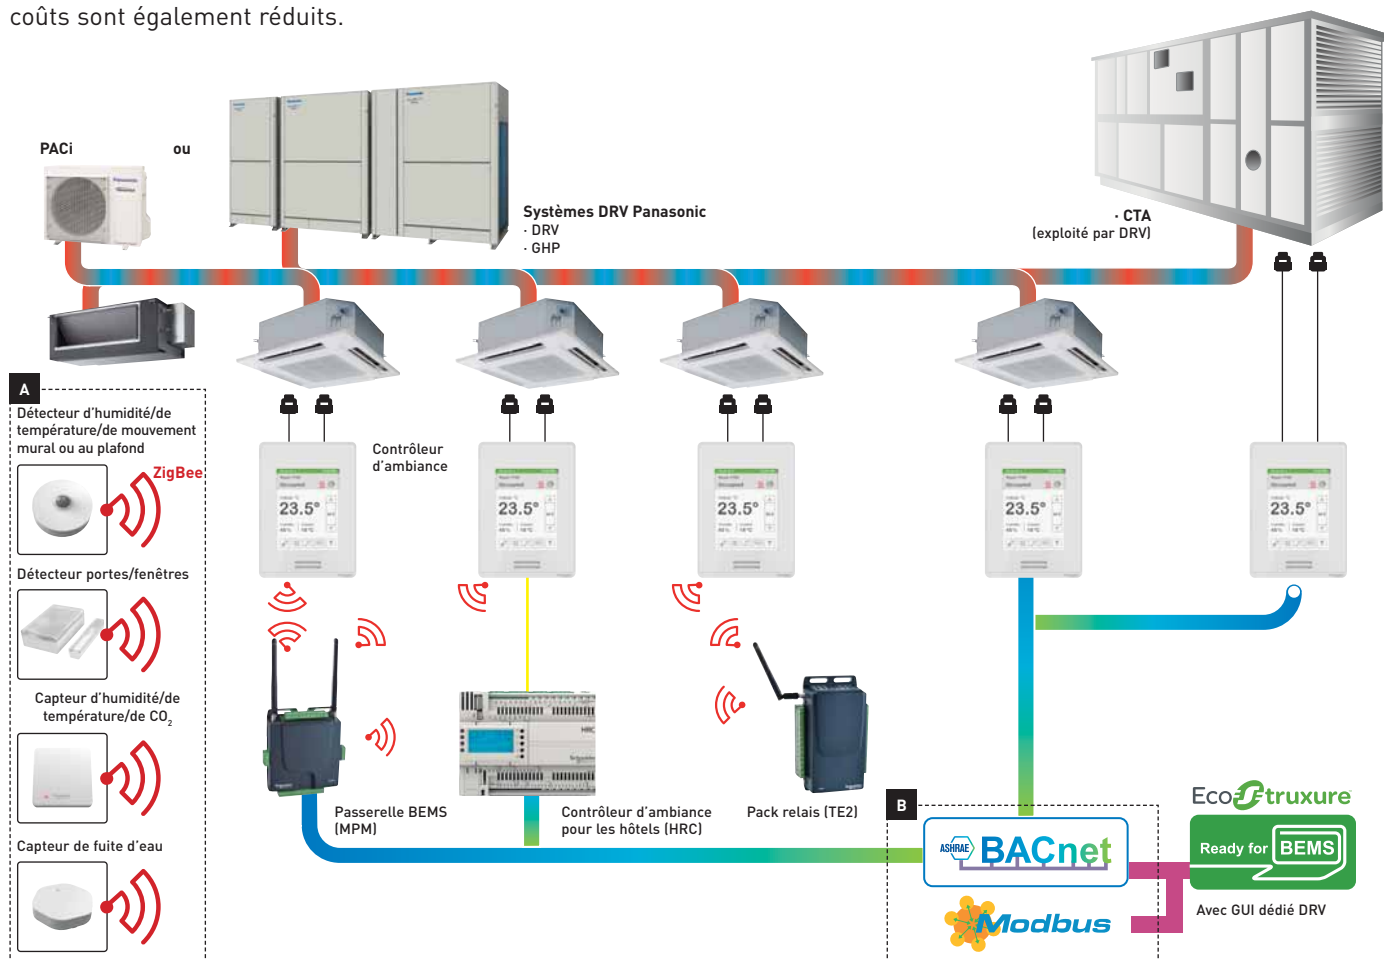 coûts sont également réduits.
PACi
ou
Systèmes DRV Panasonic
· DRV
· GHP
· CTA
(exploité par DRV)
A
Détecteur d'humidité/de
température/de mouvement
mural ou au plafond
ZigBee
Détecteur portes/fenêtres
Capteur d'humidité/de
température/de CO2
Capteur de fuite d'eau
Contrôleur
d'ambiance
23.5°
23.5°
23.5°
23.5°
23.5°
Passerelle BEMS
(MPM)
HRC
Contrôleur d'ambiance
pour les hôtels (HRC)
Pack relais (TE2)
B
ASHRAE BACnet
Modbus
EcoStruxure
Ready for BEMS
Avec GUI dédié DRV